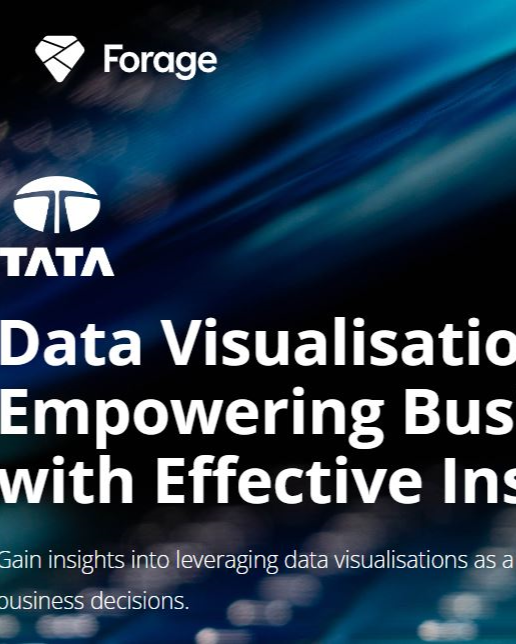 Forage
TATA
Data Visualisatio
Empowering Bus
with Effective Ins
Gain insights into leveraging data visualisations as a
business decisions.